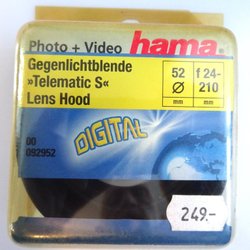 Photo + Video hama®
Gegenlichtblende
»Telematic S«
Lens Hood
52 Ø mm
f 24-210 mm
00
092952
DIGITAL
249.-